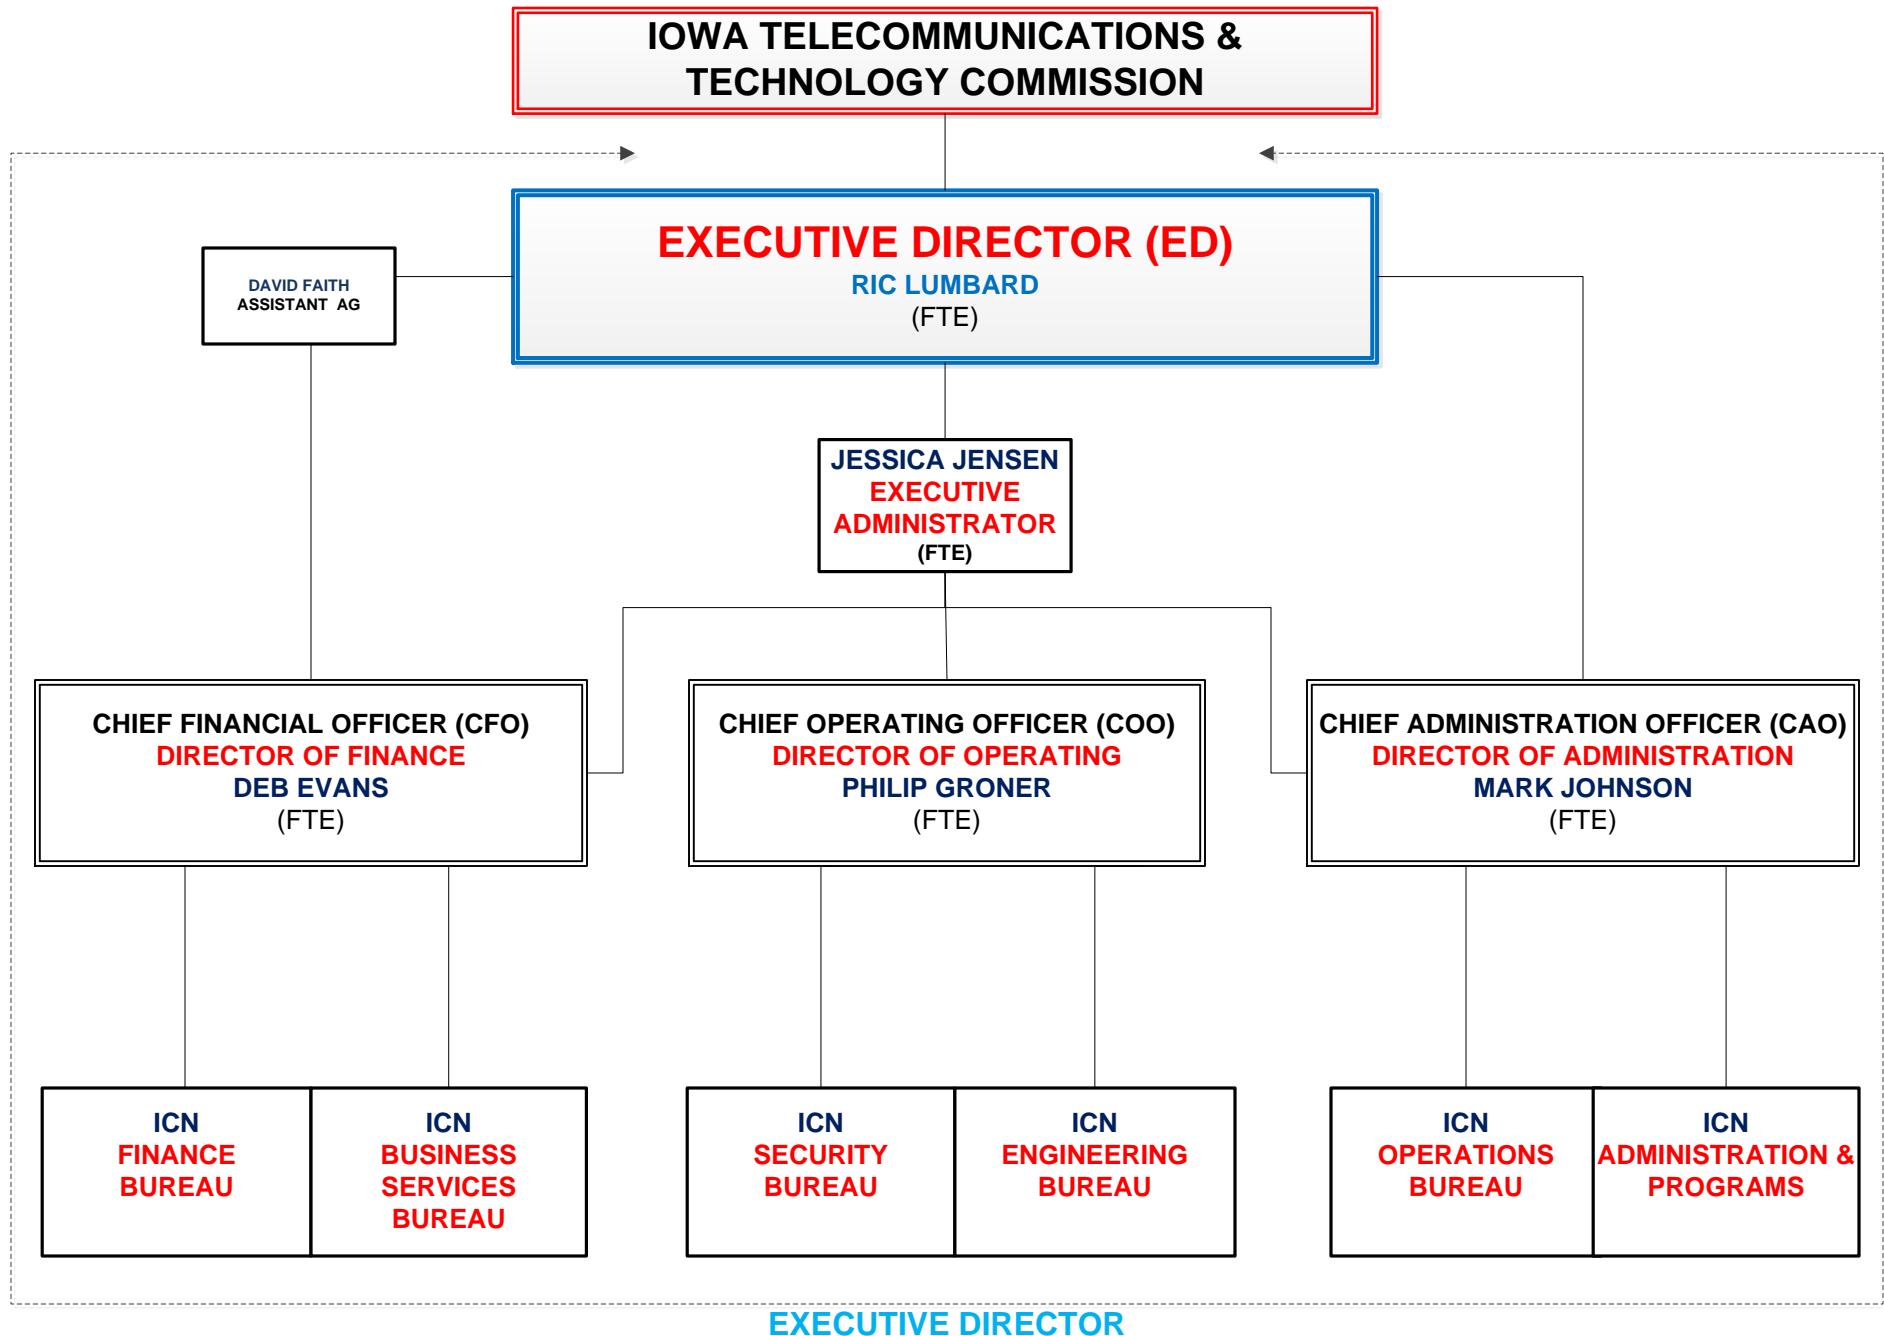 IOWA TELECOMMUNICATIONS &
TECHNOLOGY COMMISSION
EXECUTIVE DIRECTOR (ED)
RIC LUMBARD
(FTE)
DAVID FAITH
ASSISTANT AG
JESSICA JENSEN
EXECUTIVE
ADMINISTRATOR
(FTE)
CHIEF FINANCIAL OFFICER (CFO)
DIRECTOR OF FINANCE
DEB EVANS
(FTE)
CHIEF OPERATING OFFICER (COO)
DIRECTOR OF OPERATING
PHILIP GRONER
(FTE)
CHIEF ADMINISTRATION OFFICER (CAO)
DIRECTOR OF ADMINISTRATION
MARK JOHNSON
(FTE)
ICN
FINANCE
BUREAU
ICN
BUSINESS
SERVICES
BUREAU
ICN
SECURITY
BUREAU
ICN
ENGINEERING
BUREAU
ICN
OPERATIONS
BUREAU
ICN
ADMINISTRATION &
PROGRAMS
EXECUTIVE DIRECTOR